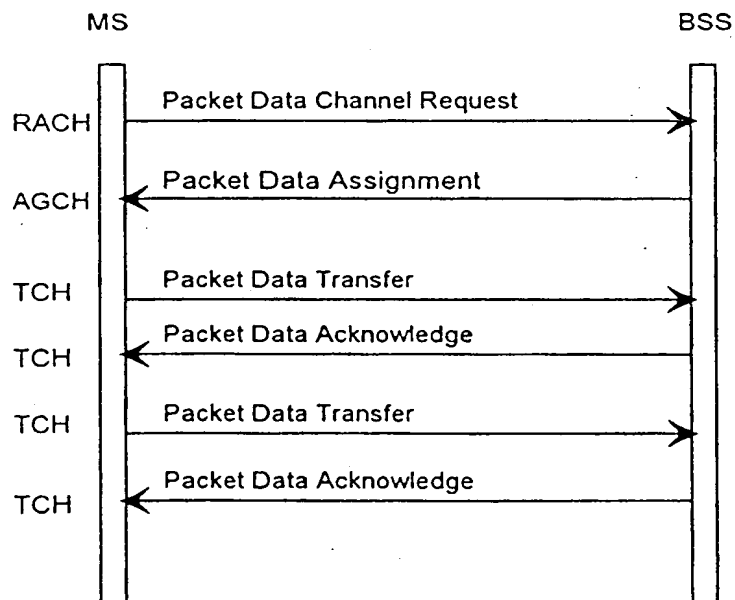 MS
BSS
Packet Data Channel Request
RACH
Packet Data Assignment
AGCH
Packet Data Transfer
TCH
Packet Data Acknowledge
TCH
Packet Data Transfer
TCH
Packet Data Acknowledge
TCH